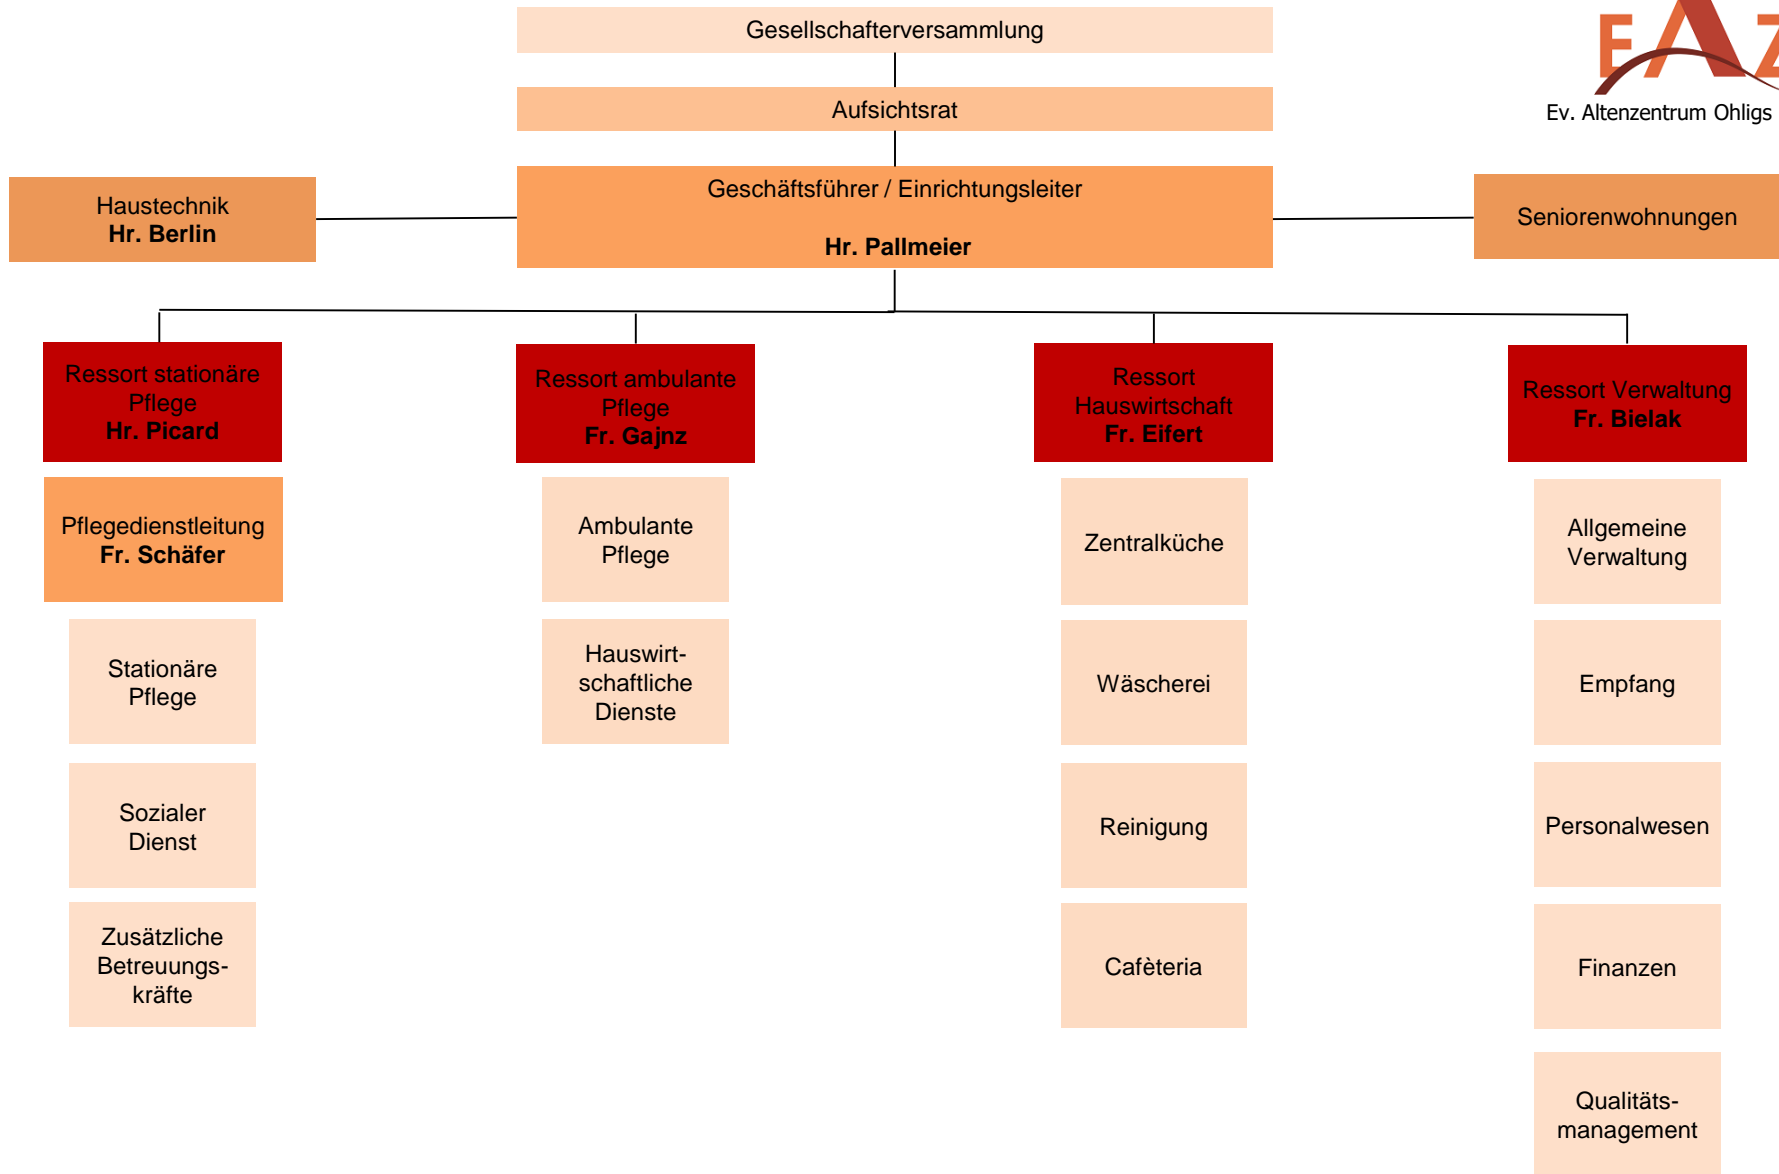 Gesellschafterversammlung
EAZ
Ev. Altenzentrum Ohligs
Aufsichtsrat
Geschäftsführer / Einrichtungsleiter
Hr. Pallmeier
Haustechnik
Hr. Berlin
Seniorenwohnungen
Ressort stationäre
Pflege
Hr. Picard
Ressort ambulante
Pflege
Fr. Gajnz
Ressort
Hauswirtschaft
Fr. Eifert
Ressort Verwaltung
Fr. Bielak
Pflegedienstleitung
Fr. Schäfer
Ambulante
Pflege
Zentralküche
Allgemeine
Verwaltung
Stationäre
Pflege
Hauswirt-
schaftliche
Dienste
Wäscherei
Empfang
Sozialer
Dienst
Reinigung
Personalwesen
Zusätzliche
Betreuungs-
kräfte
Cafèteria
Finanzen
Qualitäts-
management